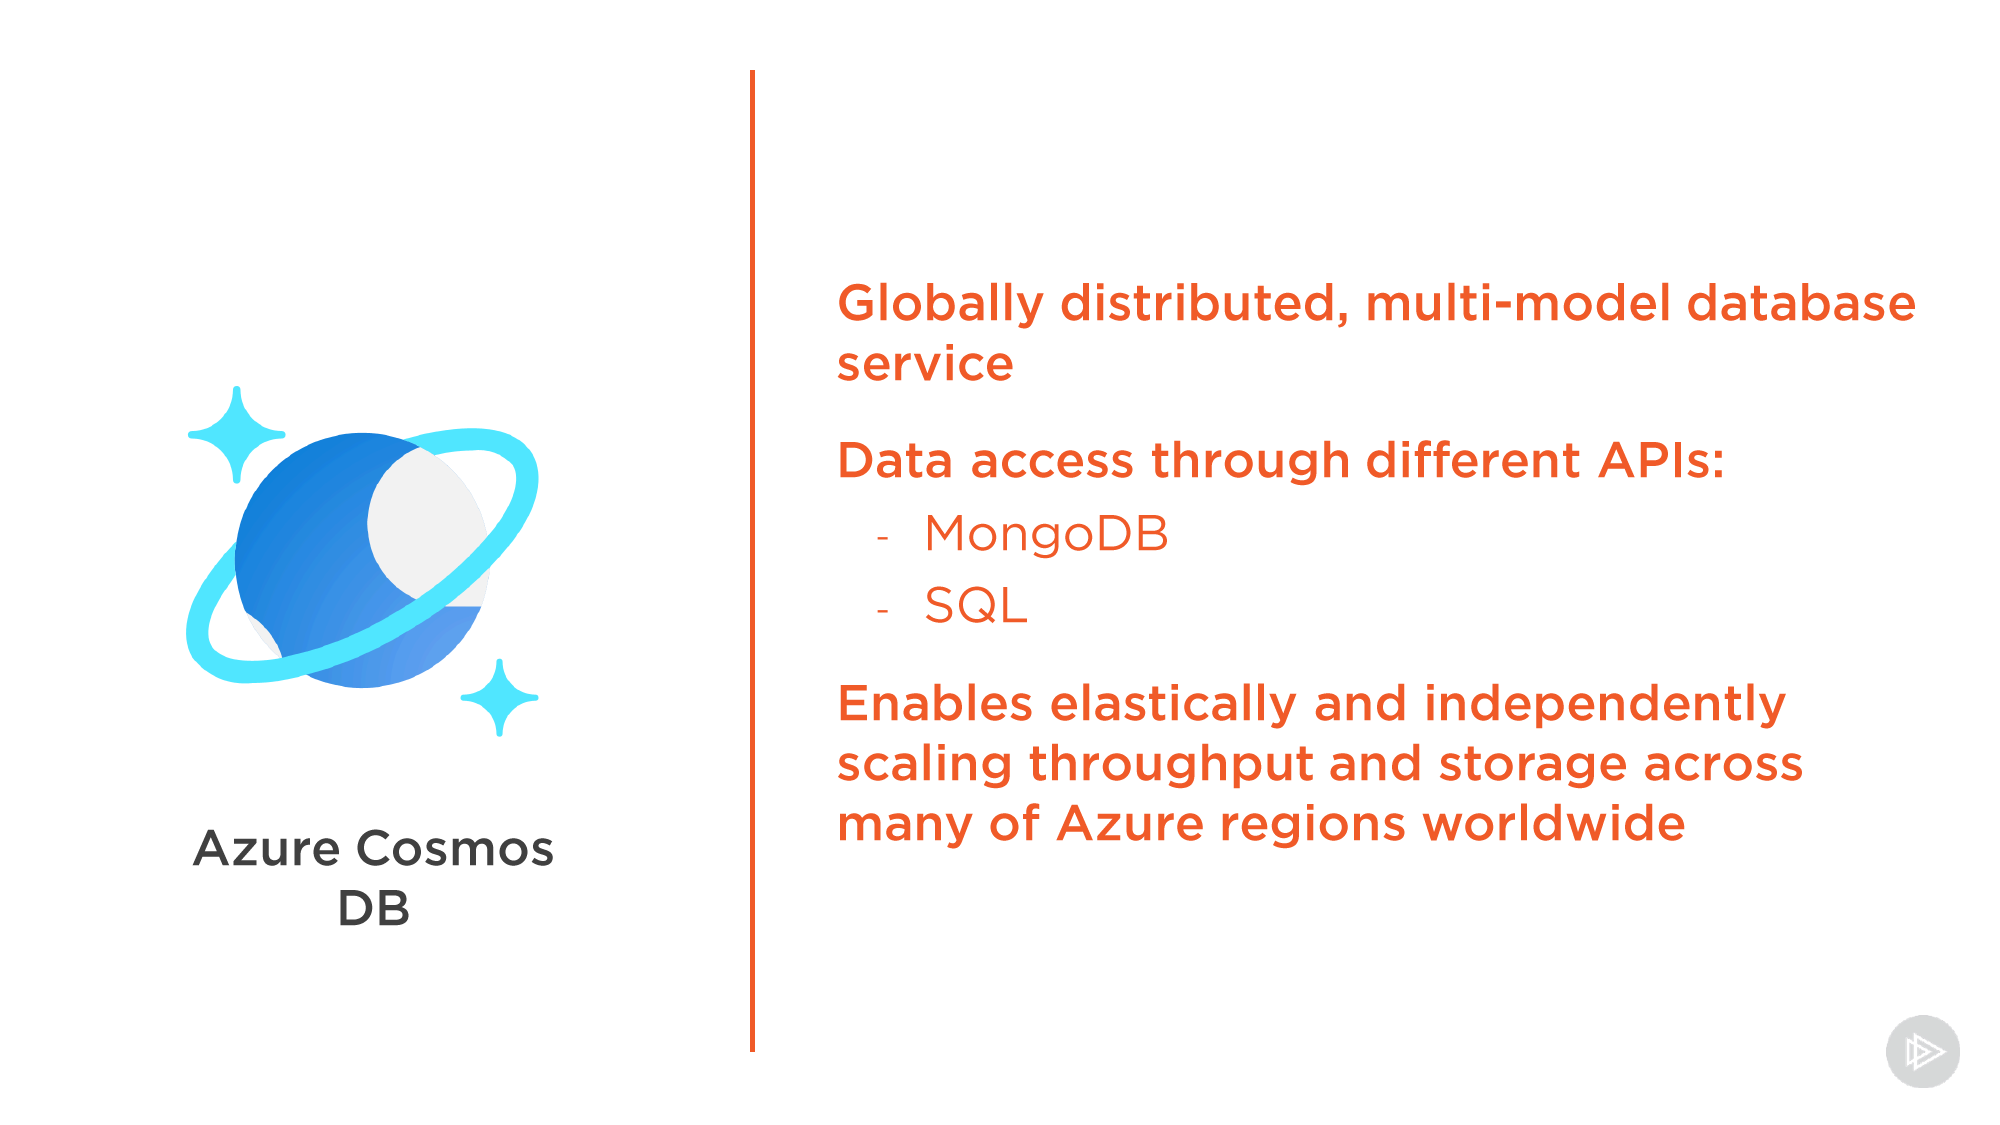 Azure Cosmos
DB
Globally distributed, multi-model database
service
Data access through different APIs:
- MongoDB
- SQL
Enables elastically and independently
scaling throughput and storage across
many of Azure regions worldwide